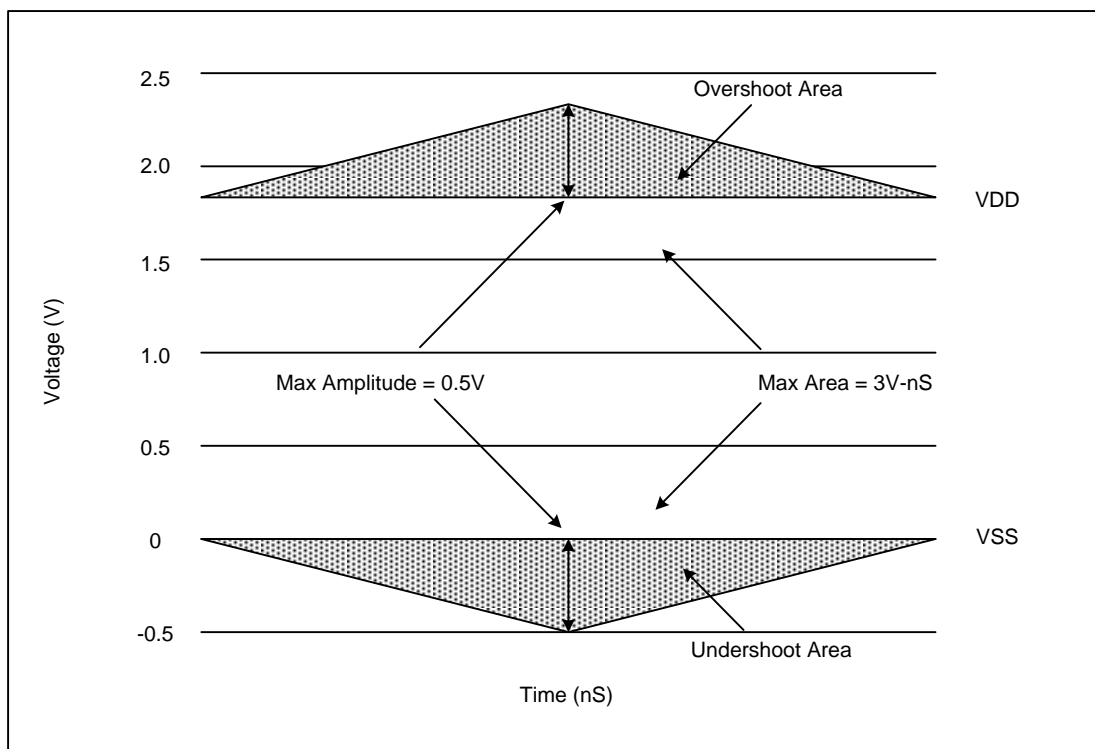 2.5
Overshoot Area
2.0
VDD
1.5
Voltage (V)
1.0
Max Amplitude = 0.5V
Max Area = 3V-nS
0.5
0
VSS
-0.5
Undershoot Area
Time (nS)